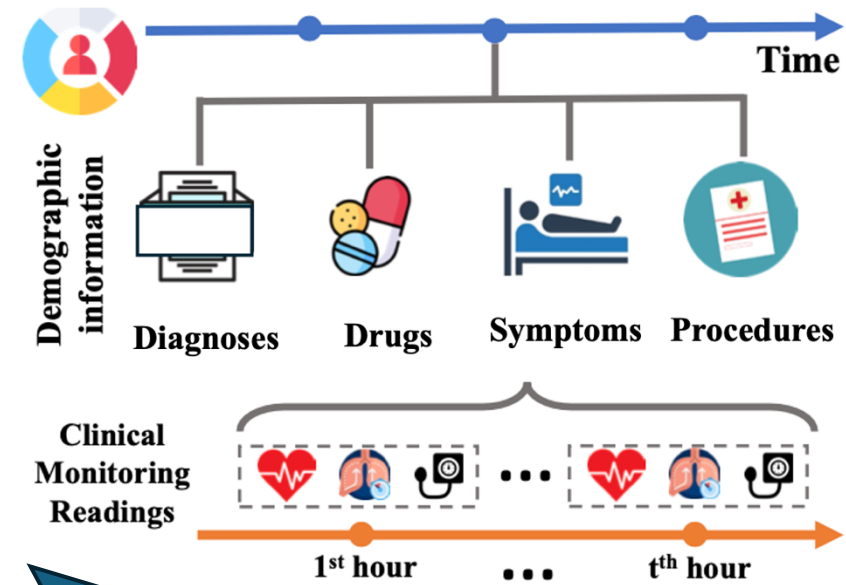 Time
Demographic
information
Diagnoses
Drugs
Symptoms
Procedures
Clinical
Monitoring
Readings
...
1st hour
...
tth hour